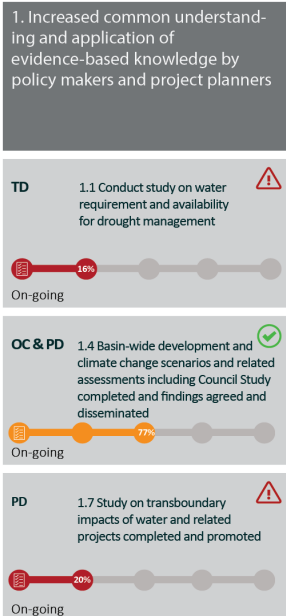 1. Increased common understand-
ing and application of
evidence-based knowledge by
policy makers and project planners
TD
1.1 Conduct study on water
requirement and availability
for drought management
16%
On-going
OC & PD
1.4 Basin-wide development and
climate change scenarios and related
assessments including Council Study
completed and findings agreed and
disseminated
77%
On-going
PD
1.7 Study on transboundary
impacts of water and related
projects completed and promoted
20%
On-going